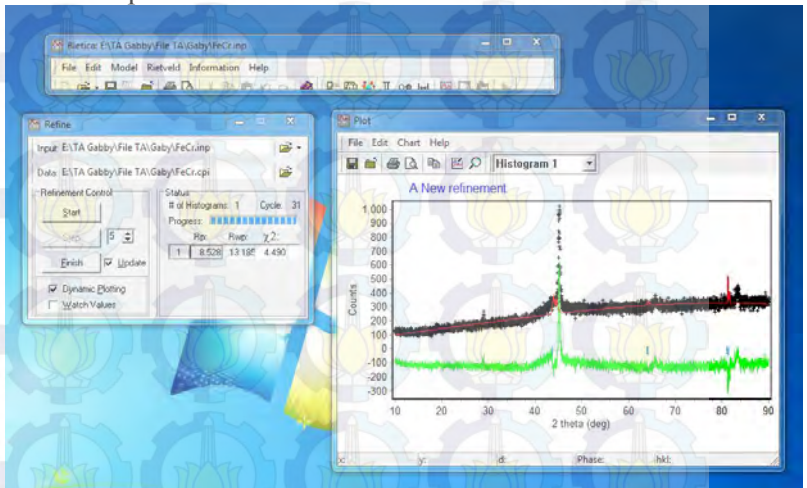 Rietica: E:\TA Gabby\File TA\Gaby\FeCr.inp
File Edit Model Rietveld Information Help
Refine
Input E:\TA Gabby\File TA\Gaby\FeCr.inp
Data E:\TA Gabby\File TA\Gaby\FeCr.cpi
Refinement Control
Start
Step 5
Finish Update
Dynamic Plotting
Watch Values
Status
# of Histograms: 1 Cycle: 31
Progress:
Rp: Rwp: χ2:
1 8.528 13.185 4.490
Plot
File Edit Chart Help
Histogram 1
A New refinement
1,000
900
800
700
600
500
400
300
200
100
0
-100
-200
-300
Counts
10 20 30 40 50 60 70 80 90
2 theta (deg)
x: y: d: Phase: hkl: